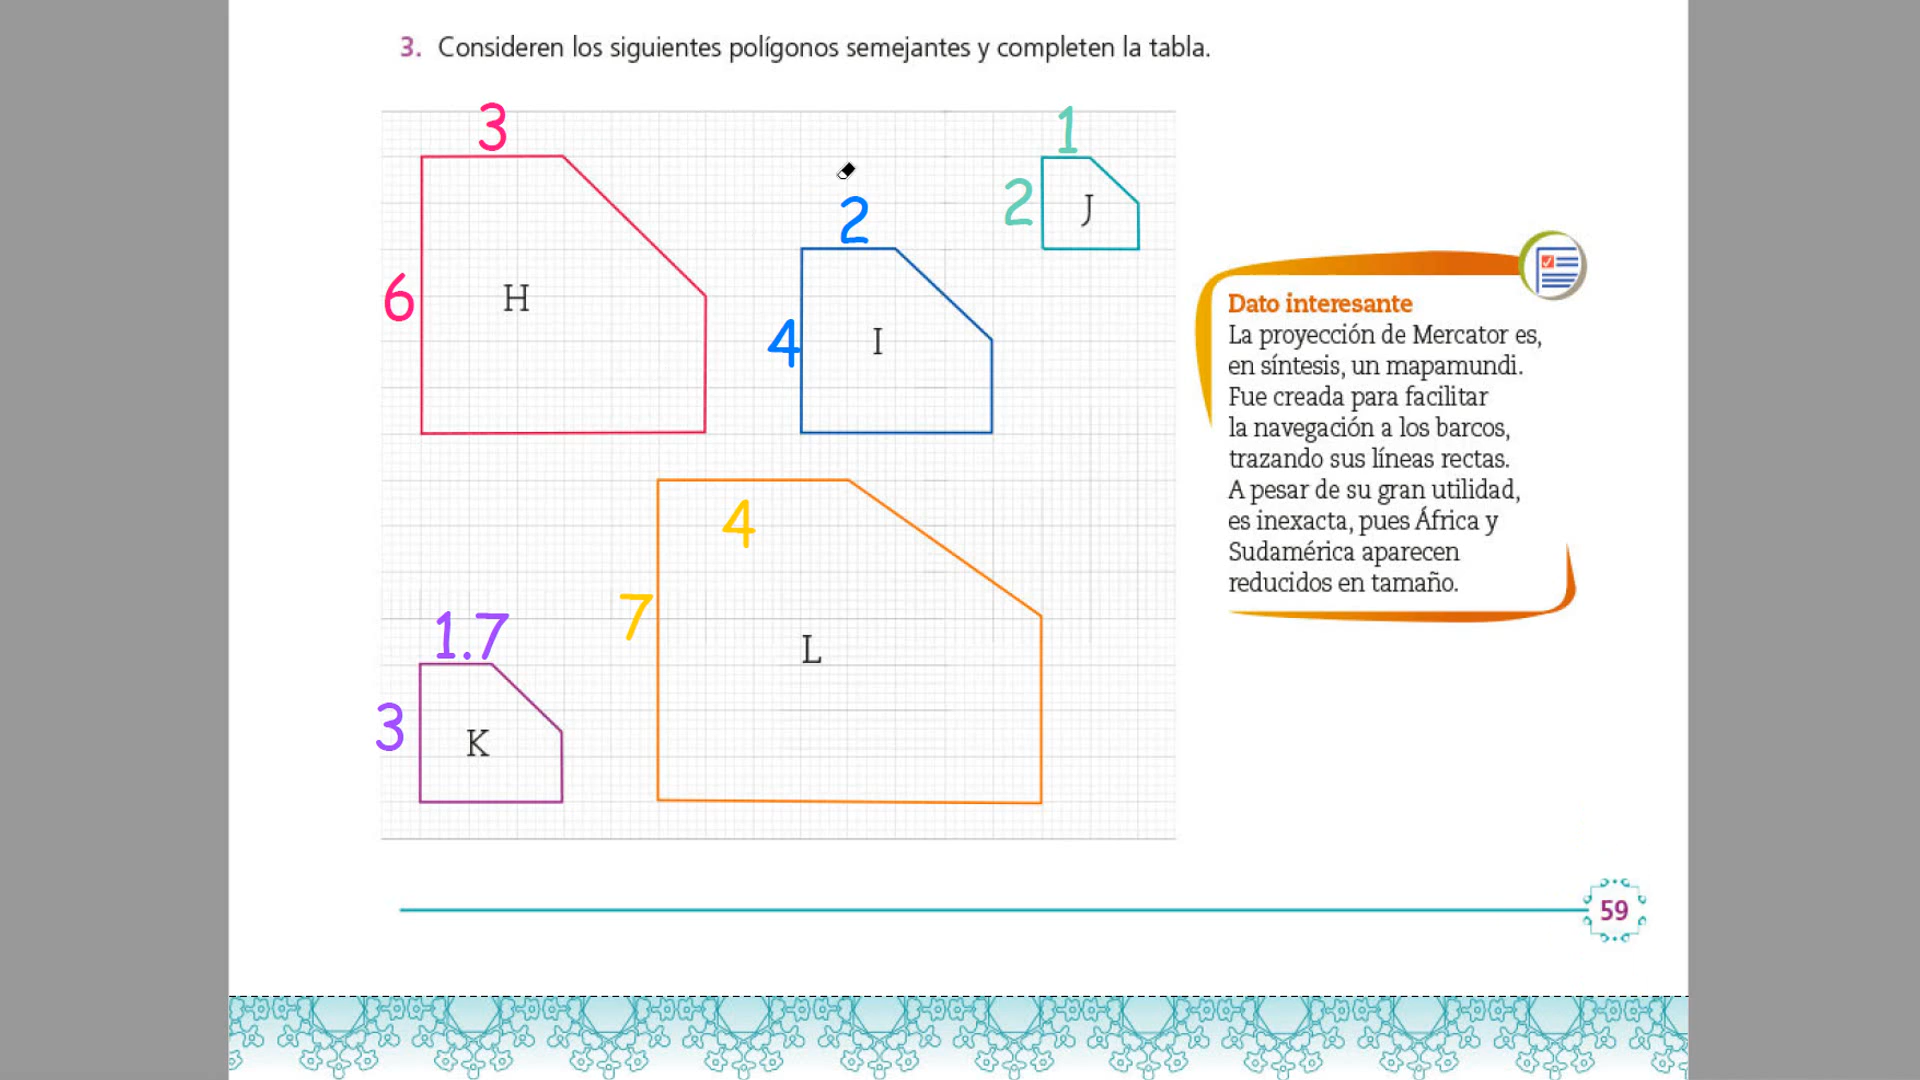 3. Consideren los siguientes polígonos semejantes y completen la tabla.
3
1
2
J
2
6
H
4
I
4
7
L
1.7
3
K
Dato interesante
La proyección de Mercator es,
en síntesis, un mapamundi.
Fue creada para facilitar
la navegación a los barcos,
trazando sus líneas rectas.
A pesar de su gran utilidad,
es inexacta, pues África y
Sudamérica aparecen
reducidos en tamaño.
59